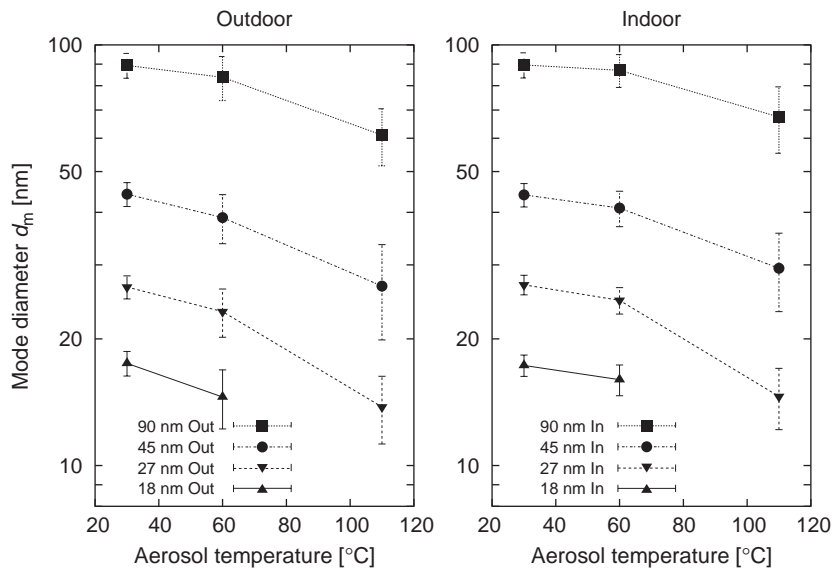 Outdoor
Indoor
Mode diameter dm [nm]
100
50
20
10
90 nm Out
45 nm Out
27 nm Out
18 nm Out
20 40 60 80 100 120
Aerosol temperature [°C]
100
50
20
10
90 nm In
45 nm In
27 nm In
18 nm In
20 40 60 80 100 120
Aerosol temperature [°C]